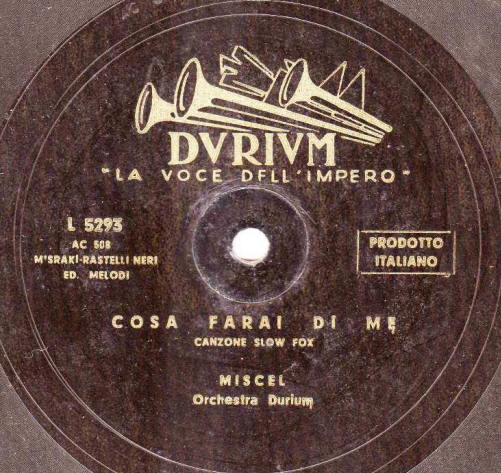 DVRIVM
"LA VOCE DELL'IMPERO"
L 5293
AC 508
M'SRAKI-RASTELLI NERI
ED. MELODI
PRODOTTO
ITALIANO
COSA FARAI DI ME
CANZONE SLOW FOX
MISCEL
Orchestra Durium